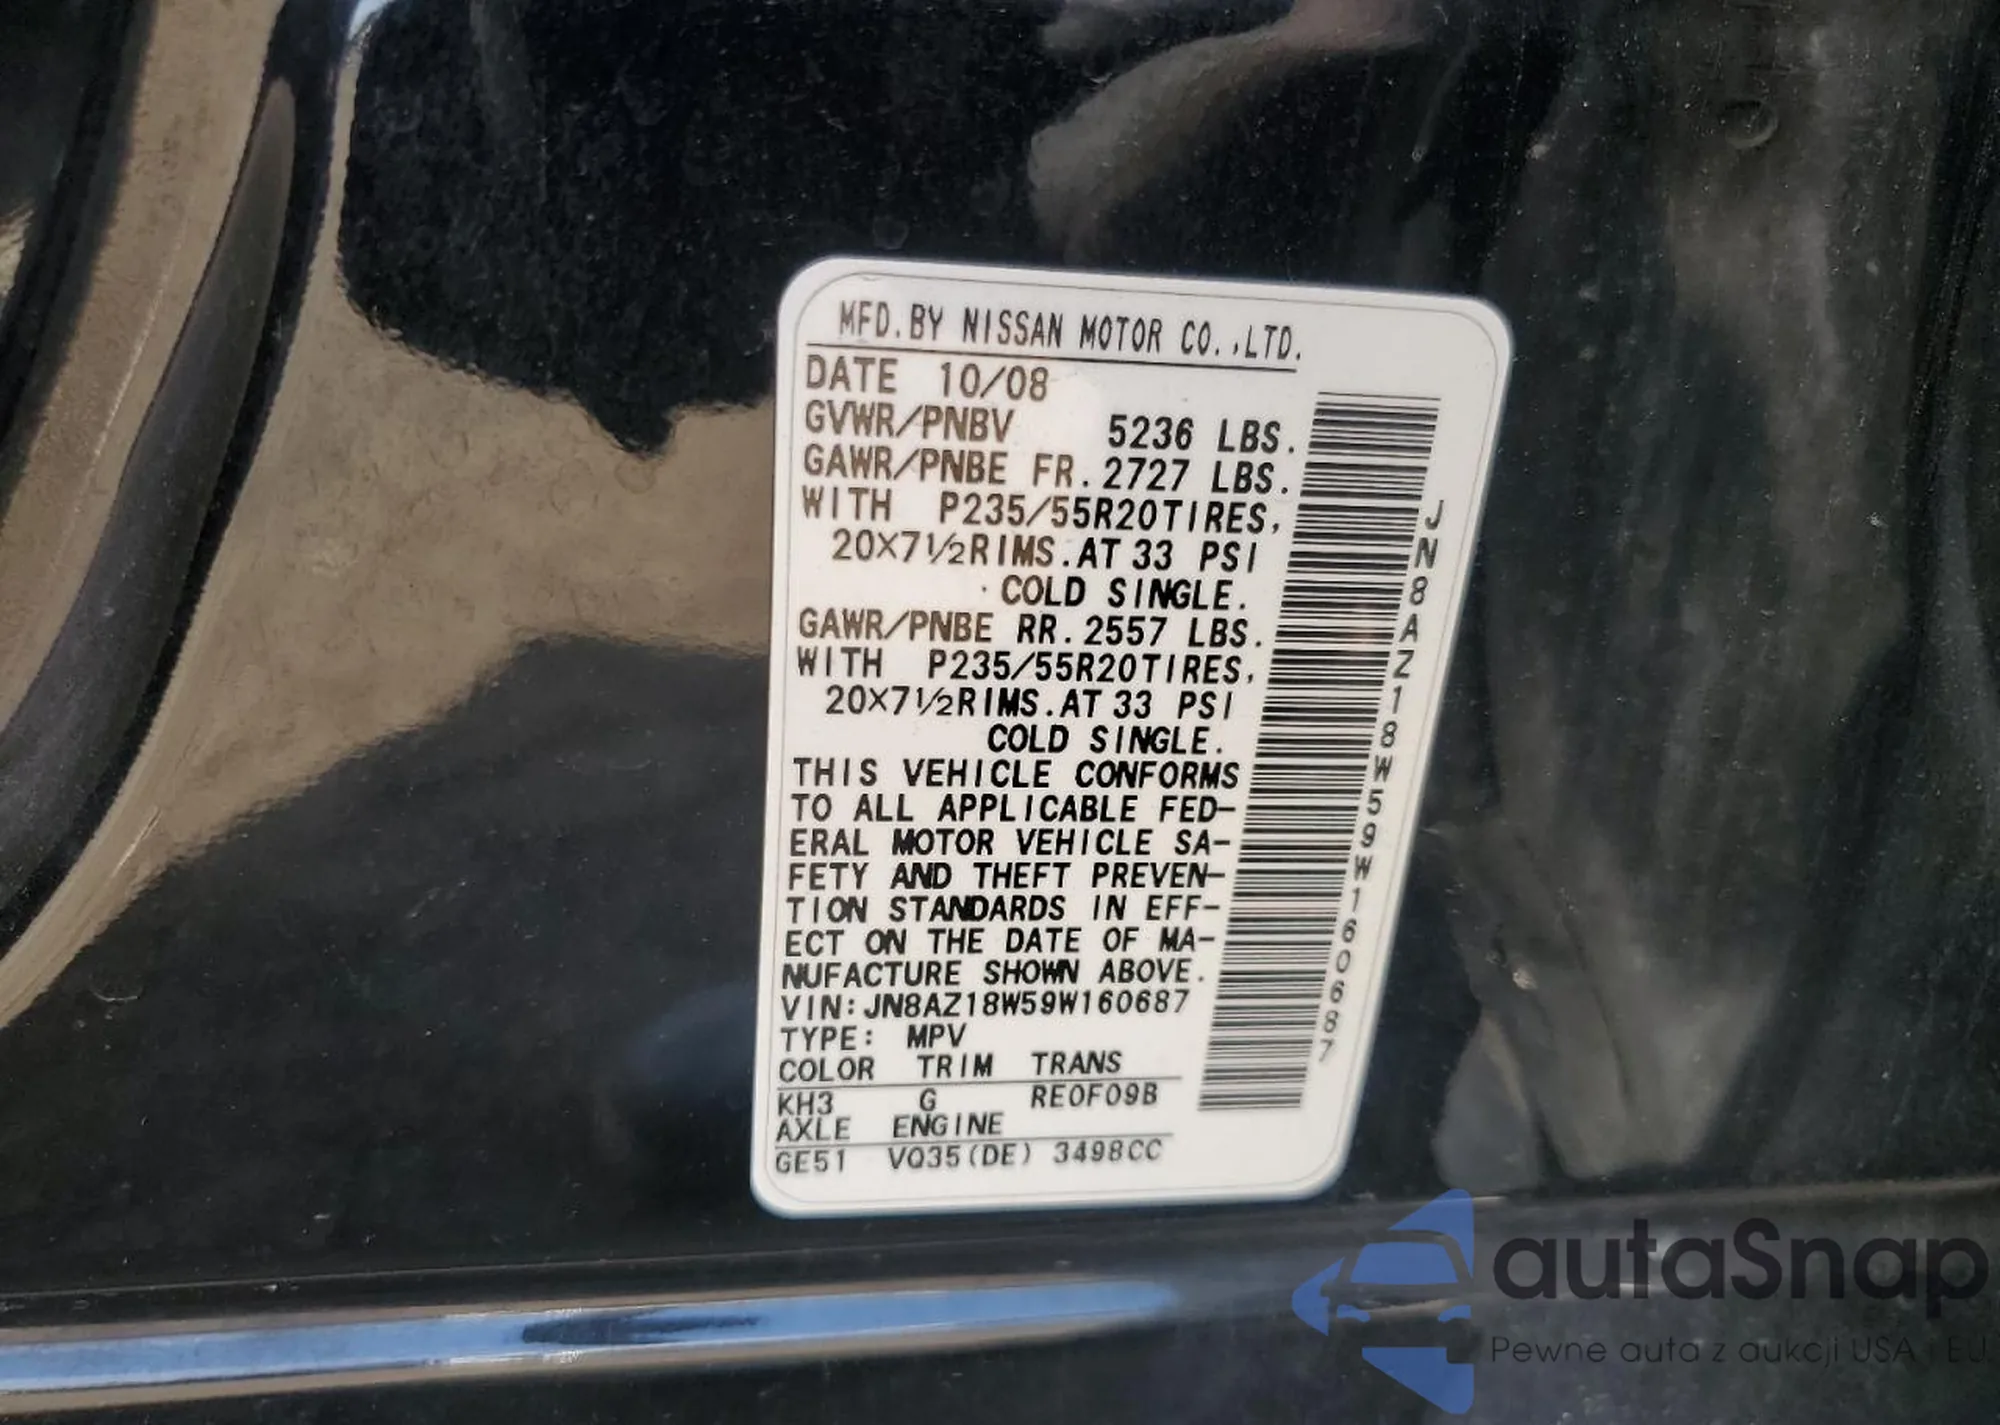 MFD.BY NISSAN MOTOR CO.,LTD.
DATE 10/08
GVWR/PNBV 5236 LBS.
GAWR/PNBE FR.2727 LBS.
WITH P235/55R20TIRES,
20X7½RIMS.AT 33 PSI
COLD SINGLE.
GAWR/PNBE RR.2557 LBS.
WITH P235/55R20TIRES,
20X7½RIMS.AT 33 PSI
COLD SINGLE.
THIS VEHICLE CONFORMS
TO ALL APPLICABLE FED-
ERAL MOTOR VEHICLE SA-
FETY AND THEFT PREVEN-
TION STANDARDS IN EFF-
ECT ON THE DATE OF MA-
NUFACTURE SHOWN ABOVE.
VIN:JN8AZ18W59W160687
TYPE: MPV
COLOR TRIM TRANS
KH3 G RE0F09B
AXLE ENGINE
GE51 VQ35(DE) 3498CC
JN8AZ18W59W160687
autaSnap
Pewne auta z aukcji USA i EU